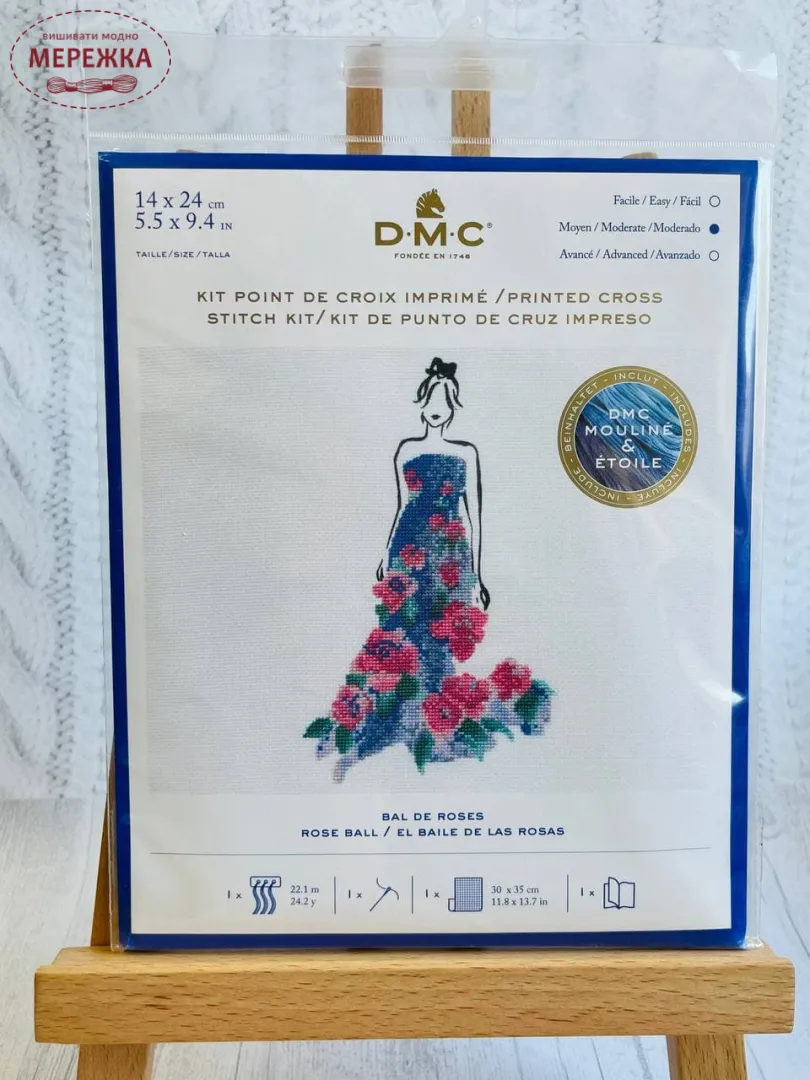 вишивати модно
МЕРЕЖКА
14 x 24 cm
5.5 x 9.4 IN
TAILLE/SIZE/TALLA
D·M·C®
FONDÉE EN 1746
Facile / Easy / Fácil
Moyen / Moderate / Moderado
Avancé / Advanced / Avanzado
KIT POINT DE CROIX IMPRIMÉ / PRINTED CROSS
STITCH KIT/ KIT DE PUNTO DE CRUZ IMPRESO
BEINHALTET - INCLUT - INCLUDES - INCLUYE - INCLUDE -
DMC
MOULINÉ
&
ÉTOILE
BAL DE ROSES
ROSE BALL / EL BAILE DE LAS ROSAS
1 x
22.1 m
24.2 y
1 x
1 x
30 x 35 cm
11.8 x 13.7 in
1 x